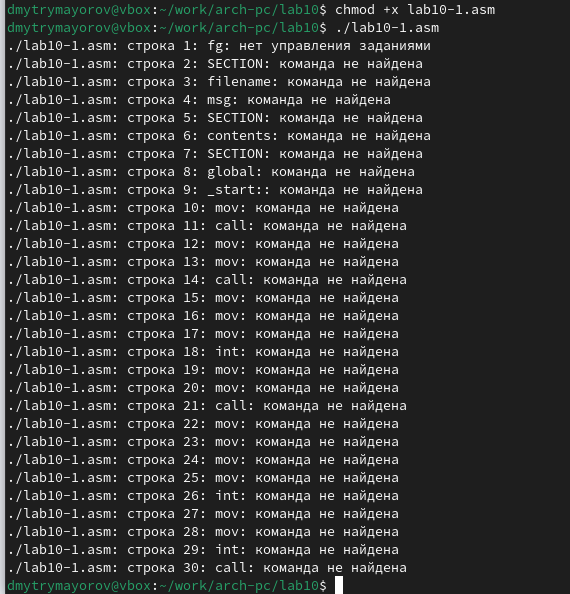 dmytrymayorov@vbox:~/work/arch-pc/lab10$ chmod +x lab10-1.asm
dmytrymayorov@vbox:~/work/arch-pc/lab10$ ./lab10-1.asm
./lab10-1.asm: строка 1: fg: нет управления заданиями
./lab10-1.asm: строка 2: SECTION: команда не найдена
./lab10-1.asm: строка 3: filename: команда не найдена
./lab10-1.asm: строка 4: msg: команда не найдена
./lab10-1.asm: строка 5: SECTION: команда не найдена
./lab10-1.asm: строка 6: contents: команда не найдена
./lab10-1.asm: строка 7: SECTION: команда не найдена
./lab10-1.asm: строка 8: global: команда не найдена
./lab10-1.asm: строка 9: _start:: команда не найдена
./lab10-1.asm: строка 10: mov: команда не найдена
./lab10-1.asm: строка 11: call: команда не найдена
./lab10-1.asm: строка 12: mov: команда не найдена
./lab10-1.asm: строка 13: mov: команда не найдена
./lab10-1.asm: строка 14: call: команда не найдена
./lab10-1.asm: строка 15: mov: команда не найдена
./lab10-1.asm: строка 16: mov: команда не найдена
./lab10-1.asm: строка 17: mov: команда не найдена
./lab10-1.asm: строка 18: int: команда не найдена
./lab10-1.asm: строка 19: mov: команда не найдена
./lab10-1.asm: строка 20: mov: команда не найдена
./lab10-1.asm: строка 21: call: команда не найдена
./lab10-1.asm: строка 22: mov: команда не найдена
./lab10-1.asm: строка 23: mov: команда не найдена
./lab10-1.asm: строка 24: mov: команда не найдена
./lab10-1.asm: строка 25: mov: команда не найдена
./lab10-1.asm: строка 26: int: команда не найдена
./lab10-1.asm: строка 27: mov: команда не найдена
./lab10-1.asm: строка 28: mov: команда не найдена
./lab10-1.asm: строка 29: int: команда не найдена
./lab10-1.asm: строка 30: call: команда не найдена
dmytrymayorov@vbox:~/work/arch-pc/lab10$